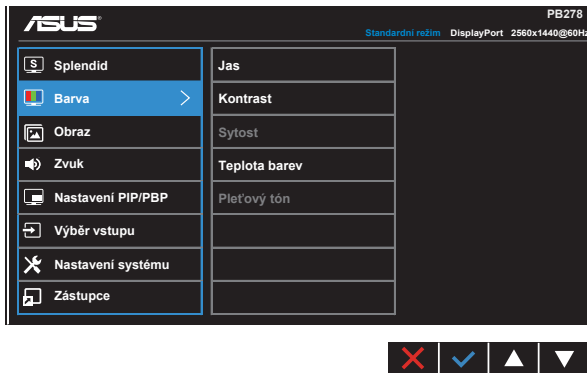 ASUS
PB278
Standardní režim DisplayPort 2560x1440@60Hz
S Splendid
Barva
Obraz
Zvuk
Nastavení PIP/PBP
Výběr vstupu
Nastavení systému
Zástupce
Jas
Kontrast
Sytost
Teplota barev
Pleťový tón